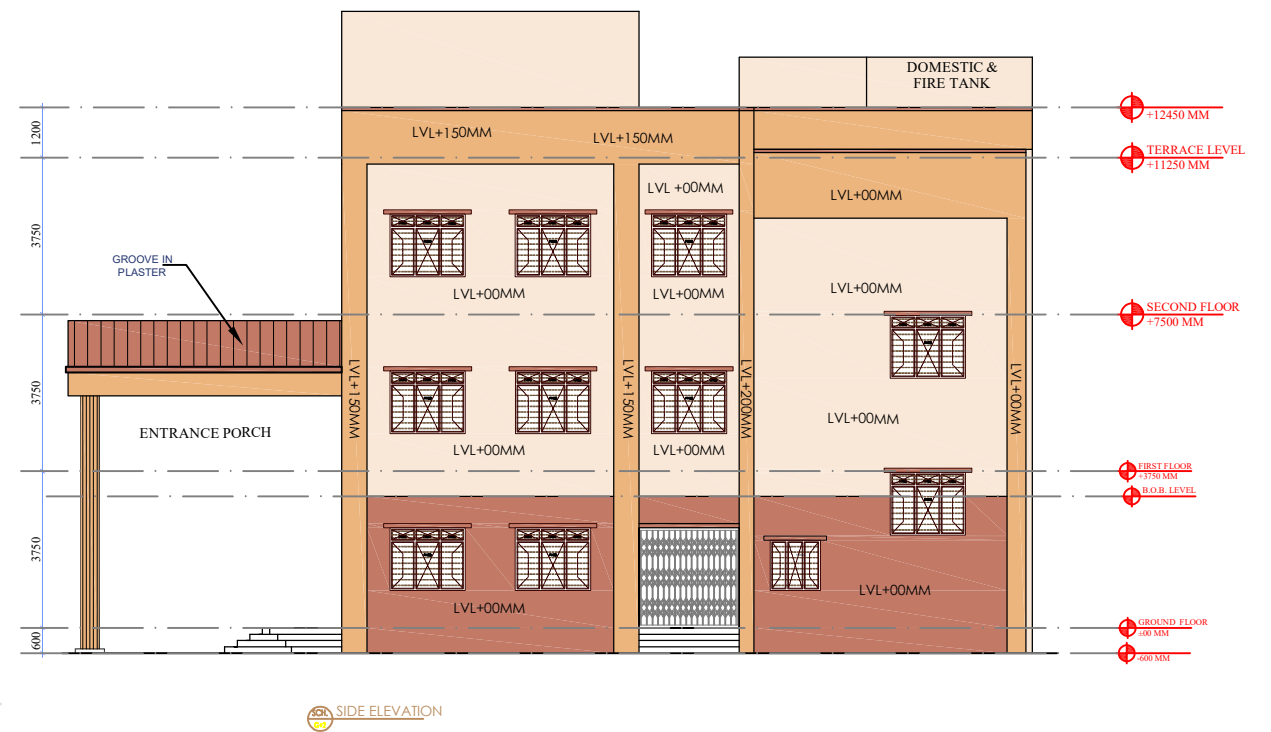 DOMESTIC &
FIRE TANK
+12450 MM
1200
LVL+150MM
LVL+150MM
TERRACE LEVEL
+11250 MM
LVL +00MM
LVL+00MM
3750
GROOVE IN
PLASTER
LVL+00MM
LVL+00MM
LVL+00MM
SECOND FLOOR
+7500 MM
3750
LVL+150MM
LVL+150MM
LVL+200MM
LVL+00MM
LVL+00MM
ENTRANCE PORCH
LVL+00MM
LVL+00MM
FIRST FLOOR
+3750 MM
B.O.B. LEVEL
3750
LVL+00MM
LVL+00MM
GROUND FLOOR
±00 MM
600
-600 MM
SCH.
SIDE ELEVATION